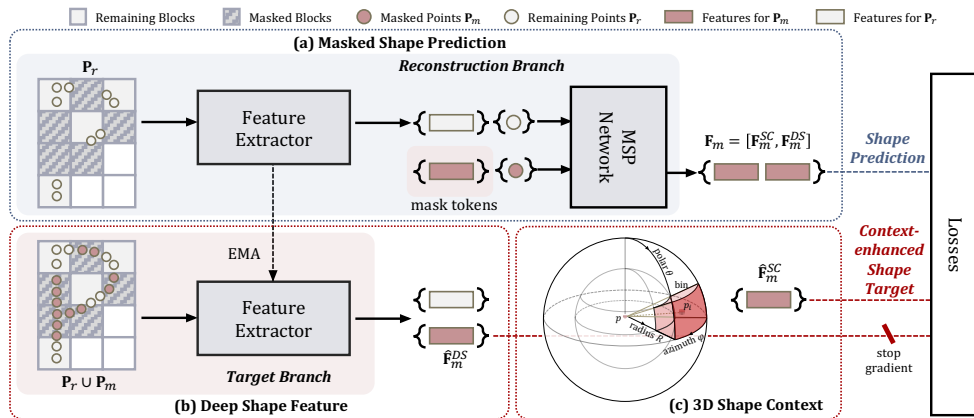 Remaining Blocks Masked Blocks Masked Points P_m Remaining Points P_r Features for P_m Features for P_r
(a) Masked Shape Prediction
P_r
Reconstruction Branch
Feature
Extractor
{ } { }
{ } { }
mask tokens
MSP
Network
F_m = [F_m^{SC}, F_m^{DS}]
{ }
Shape
Prediction
Losses
EMA
P_r ∪ P_m
Feature
Extractor
Target Branch
{ }
{ }
F̂_m^{DS}
(b) Deep Shape Feature
polar θ
bin
p
p_i
radius R
azimuth φ
F̂_m^{SC}
{ }
(c) 3D Shape Context
Context-
enhanced
Shape
Target
stop
gradient